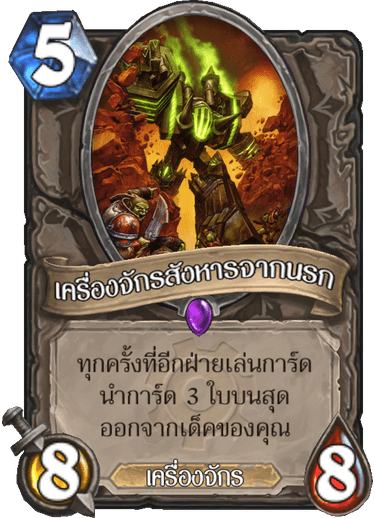 5
เครื่องจักรสังหารจากนรก
ทุกครั้งที่อีกฝ่ายเล่นการ์ด
นำการ์ด 3 ใบบนสุด
ออกจากเด็คของคุณ
8
เครื่องจักร
8